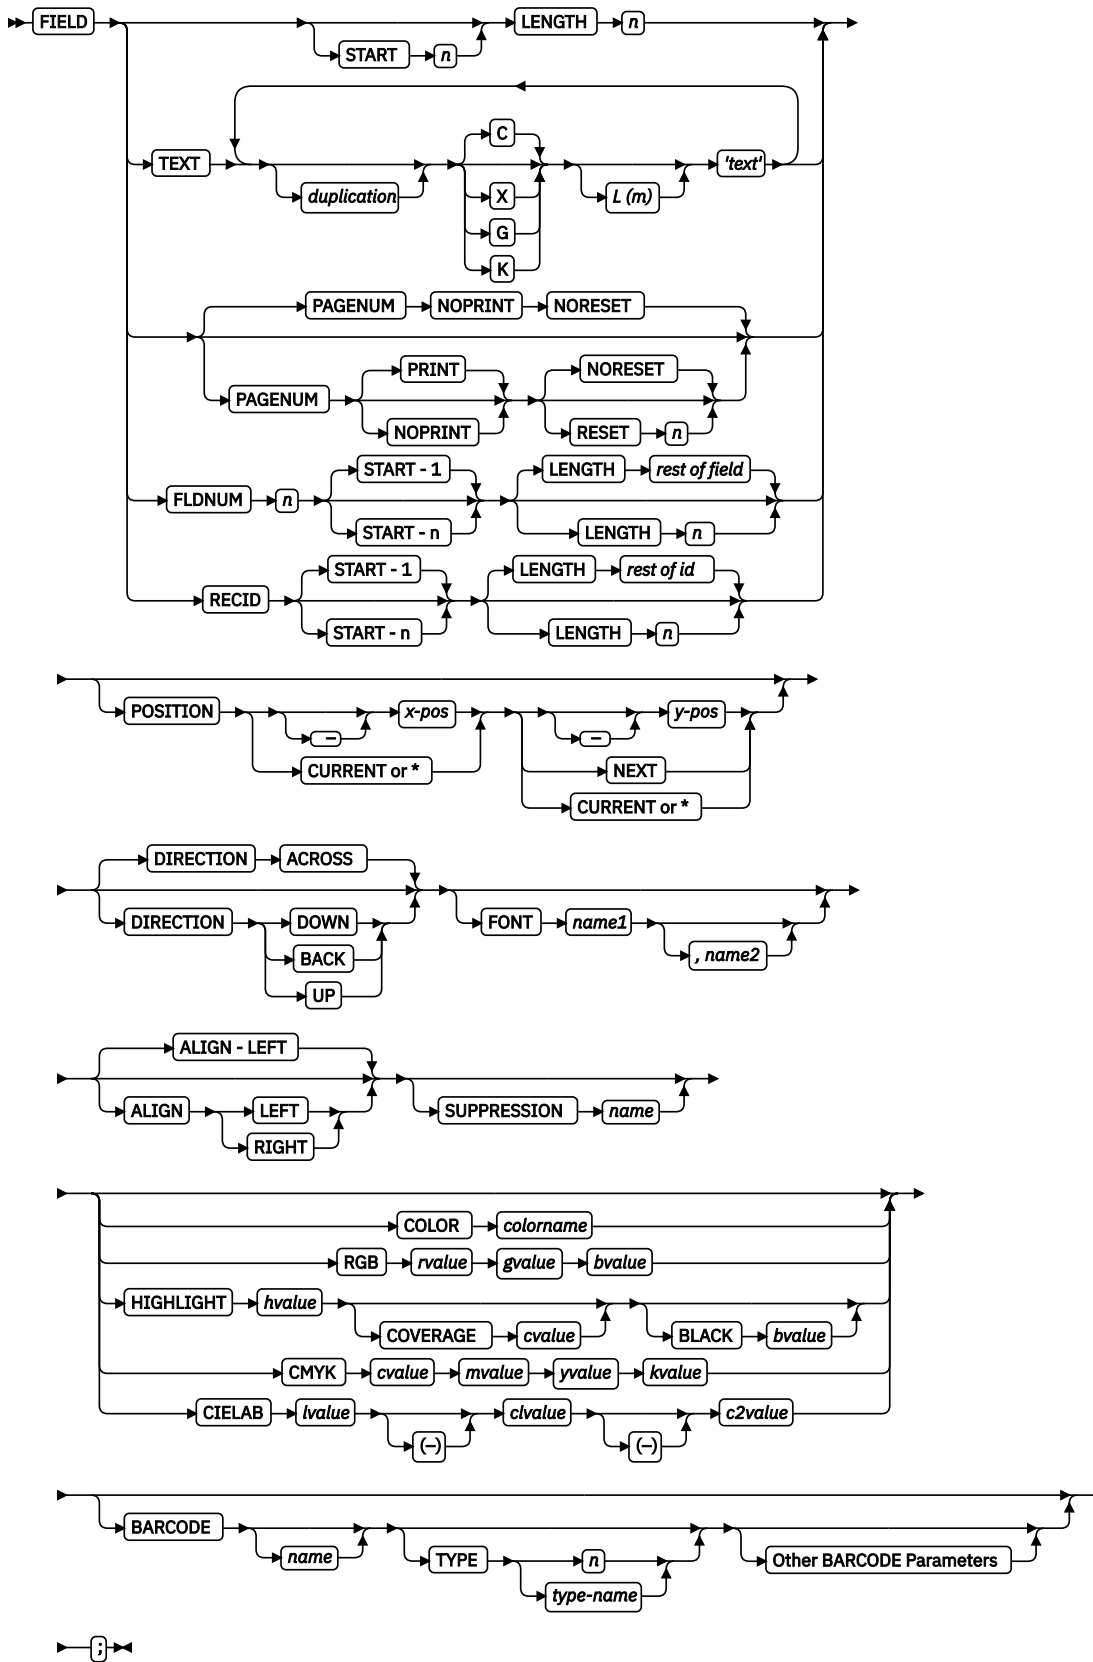 FIELD START n LENGTH n
TEXT duplication C X G K L (m) 'text'
PAGENUM NOPRINT NORESET
PAGENUM PRINT NOPRINT NORESET RESET n
FLDNUM n START - 1 START - n LENGTH rest of field LENGTH n
RECID START - 1 START - n LENGTH rest of id LENGTH n
POSITION – x-pos CURRENT or * – y-pos NEXT CURRENT or *
DIRECTION ACROSS
DIRECTION DOWN BACK UP FONT name1 , name2
ALIGN - LEFT
ALIGN LEFT RIGHT SUPPRESSION name
COLOR colorname
RGB rvalue gvalue bvalue
HIGHLIGHT hvalue COVERAGE cvalue BLACK bvalue
CMYK cvalue mvalue yvalue kvalue
CIELAB lvalue (–) clvalue (–) c2value
BARCODE name TYPE n type-name Other BARCODE Parameters
;